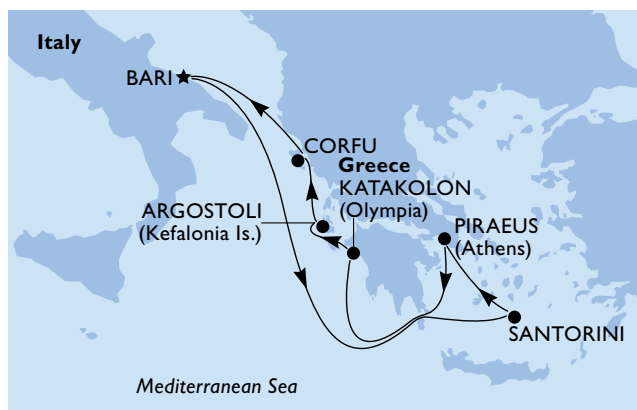 Italy
BARI
CORFU
Greece
KATAKOLON
(Olympia)
ARGOSTOLI
(Kefalonia Is.)
PIRAEUS
(Athens)
SANTORINI
Mediterranean Sea